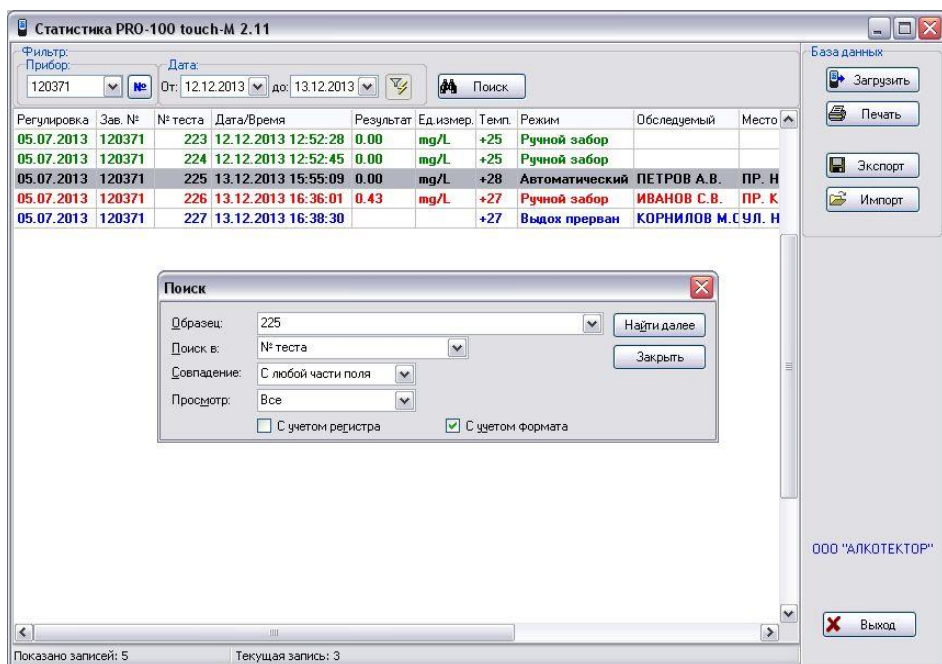 Статистика PRO-100 touch-M 2.11
Фильтр:
Прибор:
Дата:
120371 № От: 12.12.2013 до: 13.12.2013 Поиск
База данных
Загрузить
Печать
Экспорт
Импорт
Регулировка Зав. № № теста Дата/Время Результат Ед.измер. Темп. Режим Обследуемый Место
05.07.2013 120371 223 12.12.2013 12:52:28 0.00 mg/L +25 Ручной забор
05.07.2013 120371 224 12.12.2013 12:52:45 0.00 mg/L +25 Ручной забор
05.07.2013 120371 225 13.12.2013 15:55:09 0.00 mg/L +28 Автоматический ПЕТРОВ А.В. ПР. Н
05.07.2013 120371 226 13.12.2013 16:36:01 0.43 mg/L +27 Ручной забор ИВАНОВ С.В. ПР. К
05.07.2013 120371 227 13.12.2013 16:38:30 +27 Выдох прерван КОРНИЛОВ М.С УЛ. Н
Поиск
Образец: 225 Найти далее
Поиск в: № теста Закрыть
Совпадение: С любой части поля
Просмотр: Все
С учетом регистра С учетом формата
ООО "АЛКОТЕКТОР"
Выход
Показано записей: 5 Текущая запись: 3